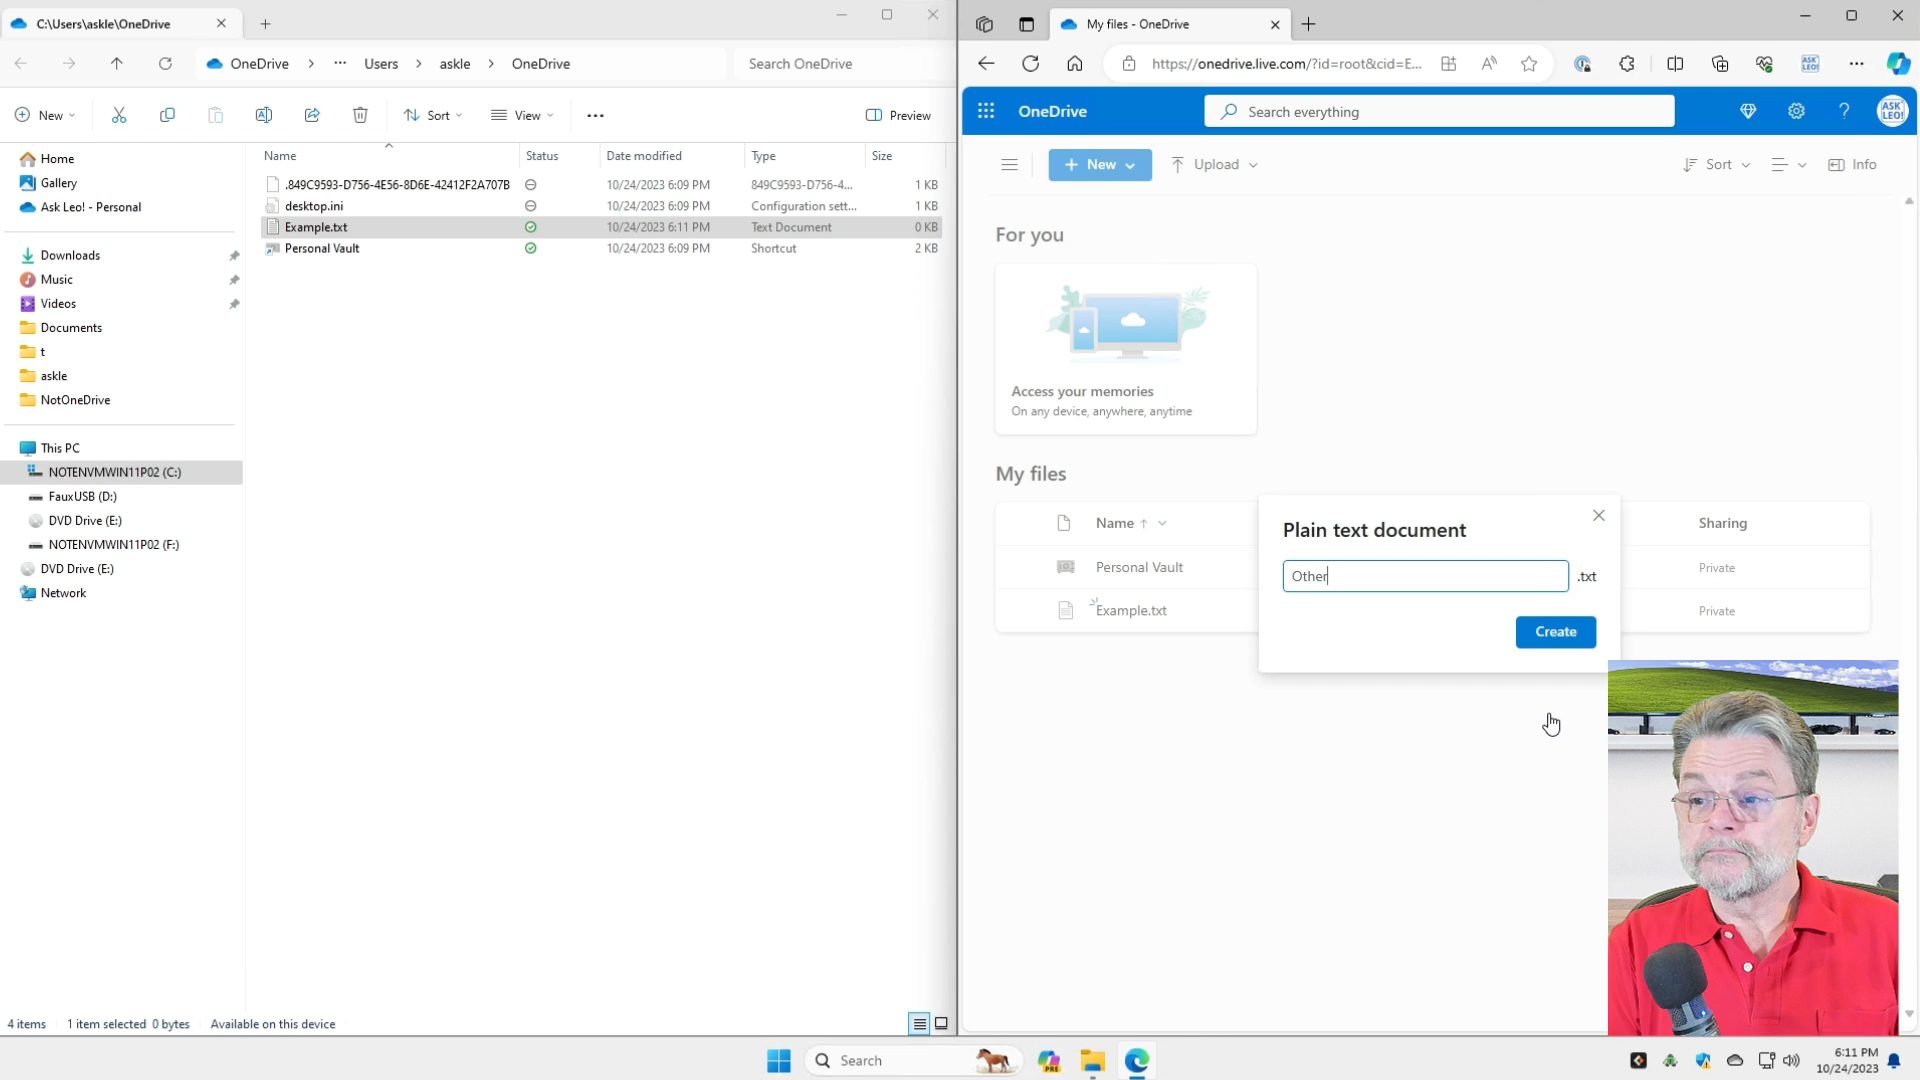 C:\Users\askle\OneDrive
OneDrive > ... Users > askle > OneDrive
Search OneDrive
New
Sort
View
...
Preview
Name Status Date modified Type Size
.849C9593-D756-4E56-8D6E-42412F2A707B 10/24/2023 6:09 PM 849C9593-D756-4... 1 KB
desktop.ini 10/24/2023 6:09 PM Configuration sett... 1 KB
Example.txt 10/24/2023 6:11 PM Text Document 0 KB
Personal Vault 10/24/2023 6:09 PM Shortcut 2 KB
Home
Gallery
Ask Leo! - Personal
Downloads
Music
Videos
Documents
t
askle
NotOneDrive
This PC
NOTENVMWIN11P02 (C:)
FauxUSB (D:)
DVD Drive (E:)
NOTENVMWIN11P02 (F:)
DVD Drive (E:)
Network
4 items 1 item selected 0 bytes Available on this device
My files - OneDrive
https://onedrive.live.com/?id=root&cid=E...
ASK LEO!
OneDrive
Search everything
?
ASK LEO!
New
Upload
Sort
Info
For you
Access your memories
On any device, anywhere, anytime
My files
Name Sharing
Personal Vault Private
Example.txt Private
Plain text document
Other .txt
Create
Search
PRE
6:11 PM
10/24/2023